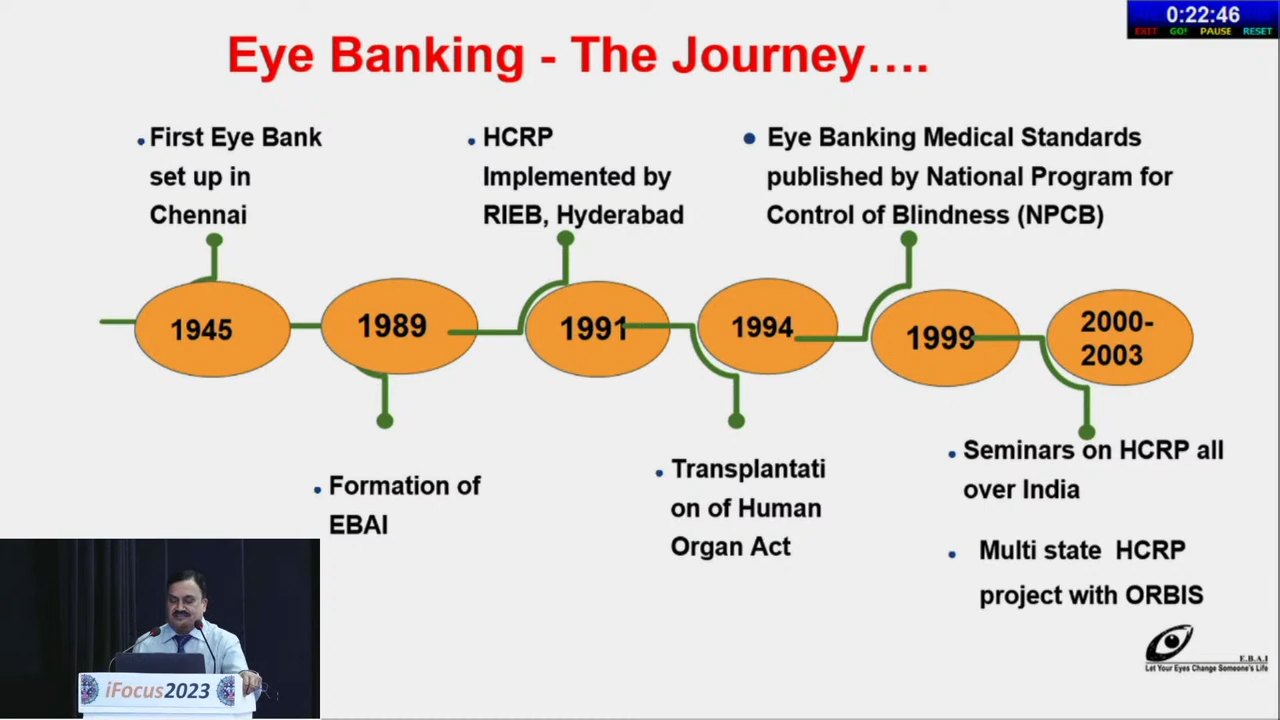 0:22:46
EXIT GO! PAUSE RESET
Eye Banking - The Journey....
First Eye Bank
set up in
Chennai
HCRP
Implemented by
RIEB, Hyderabad
Eye Banking Medical Standards
published by National Program for
Control of Blindness (NPCB)
1945
1989
1991
1994
1999
2000-
2003
Formation of
EBAI
Transplantati
on of Human
Organ Act
Seminars on HCRP all
over India
Multi state HCRP
project with ORBIS
E.B.A.I
Let Your Eyes Change Someone's Life
iFocus2023